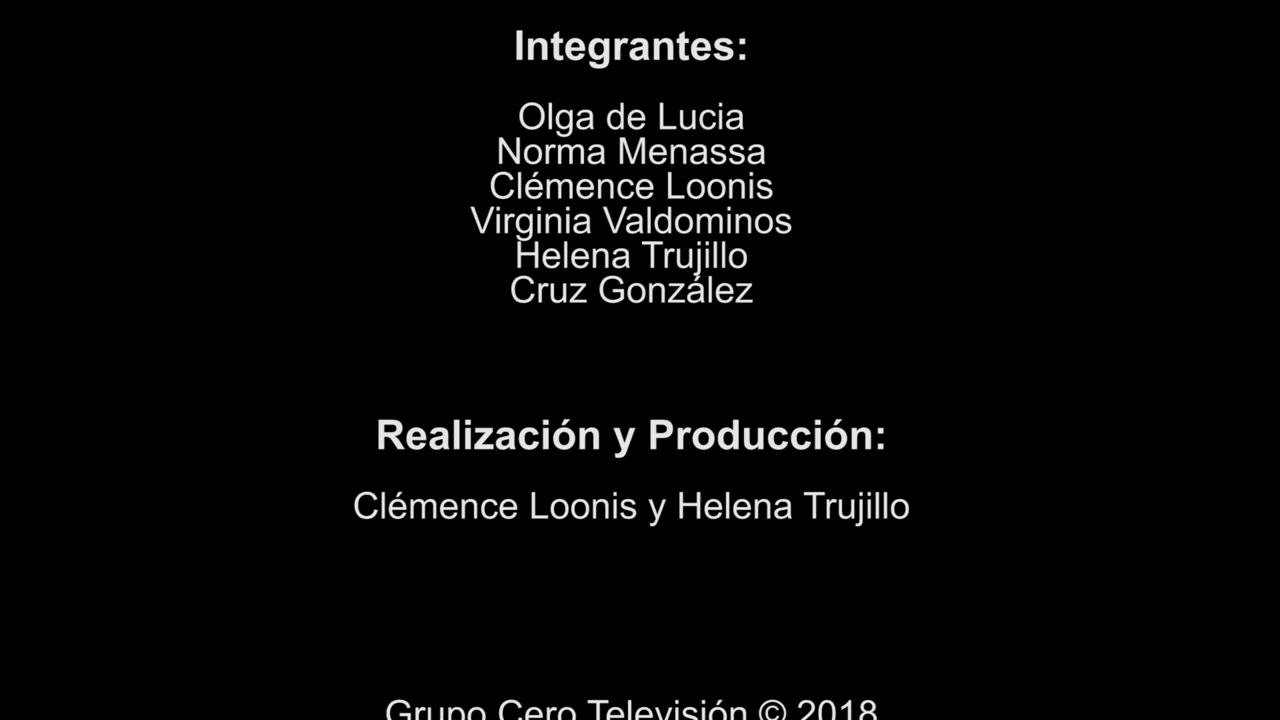 Integrantes:
Olga de Lucia
Norma Menassa
Clémence Loonis
Virginia Valdominos
Helena Trujillo
Cruz González
Realización y Producción:
Clémence Loonis y Helena Trujillo
Grupo Cero Televisión © 2018